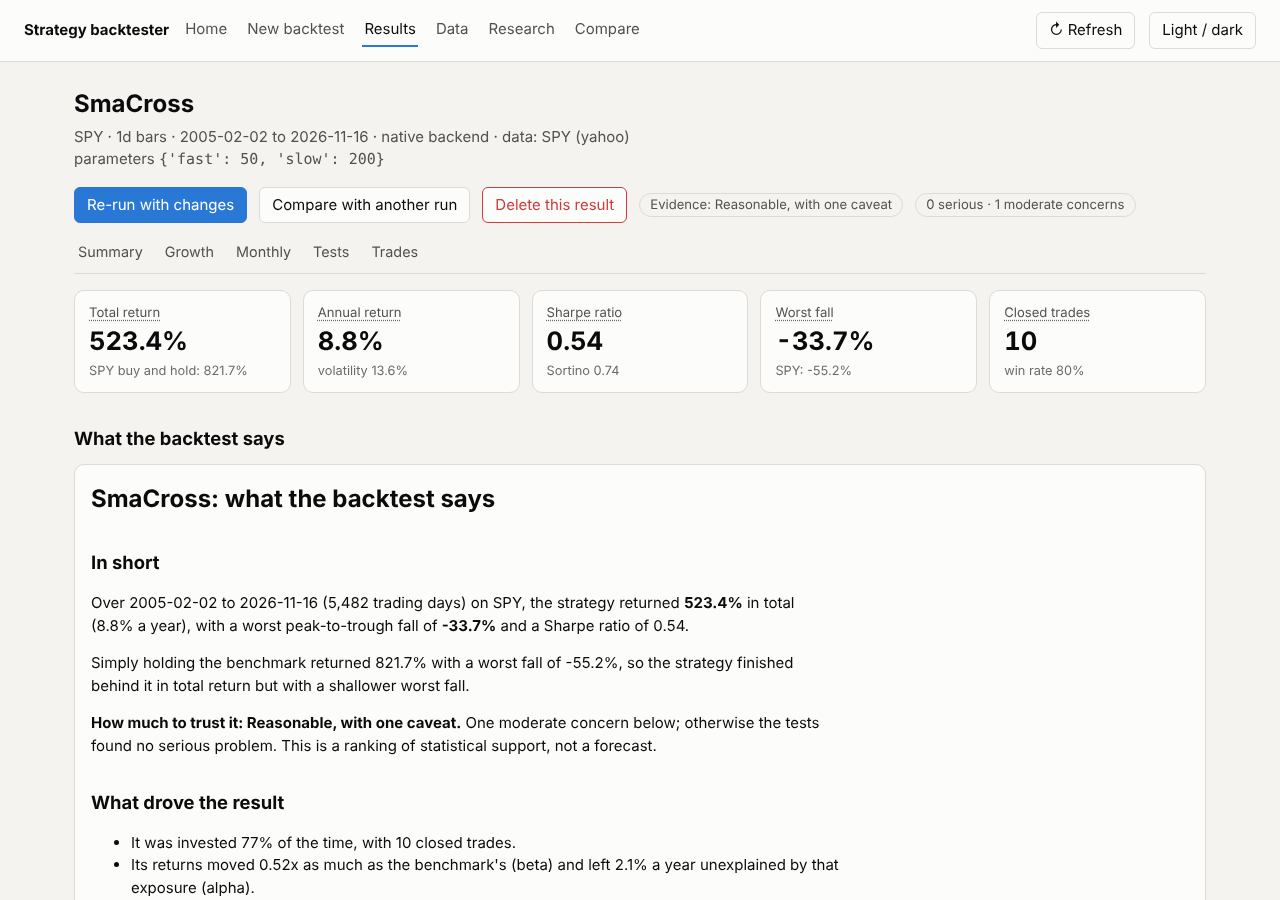 Strategy backtester Home New backtest Results Data Research Compare Refresh Light / dark
SmaCross
SPY · 1d bars · 2005-02-02 to 2026-11-16 · native backend · data: SPY (yahoo)
parameters {'fast': 50, 'slow': 200}
Re-run with changes Compare with another run Delete this result Evidence: Reasonable, with one caveat 0 serious · 1 moderate concerns
Summary Growth Monthly Tests Trades
Total return Annual return Sharpe ratio Worst fall Closed trades
523.4% 8.8% 0.54 -33.7% 10
SPY buy and hold: 821.7% volatility 13.6% Sortino 0.74 SPY: -55.2% win rate 80%
What the backtest says
SmaCross: what the backtest says
In short
Over 2005-02-02 to 2026-11-16 (5,482 trading days) on SPY, the strategy returned 523.4% in total
(8.8% a year), with a worst peak-to-trough fall of -33.7% and a Sharpe ratio of 0.54.
Simply holding the benchmark returned 821.7% with a worst fall of -55.2%, so the strategy finished
behind it in total return but with a shallower worst fall.
How much to trust it: Reasonable, with one caveat. One moderate concern below; otherwise the tests
found no serious problem. This is a ranking of statistical support, not a forecast.
What drove the result
• It was invested 77% of the time, with 10 closed trades.
• Its returns moved 0.52x as much as the benchmark's (beta) and left 2.1% a year unexplained by that
exposure (alpha).